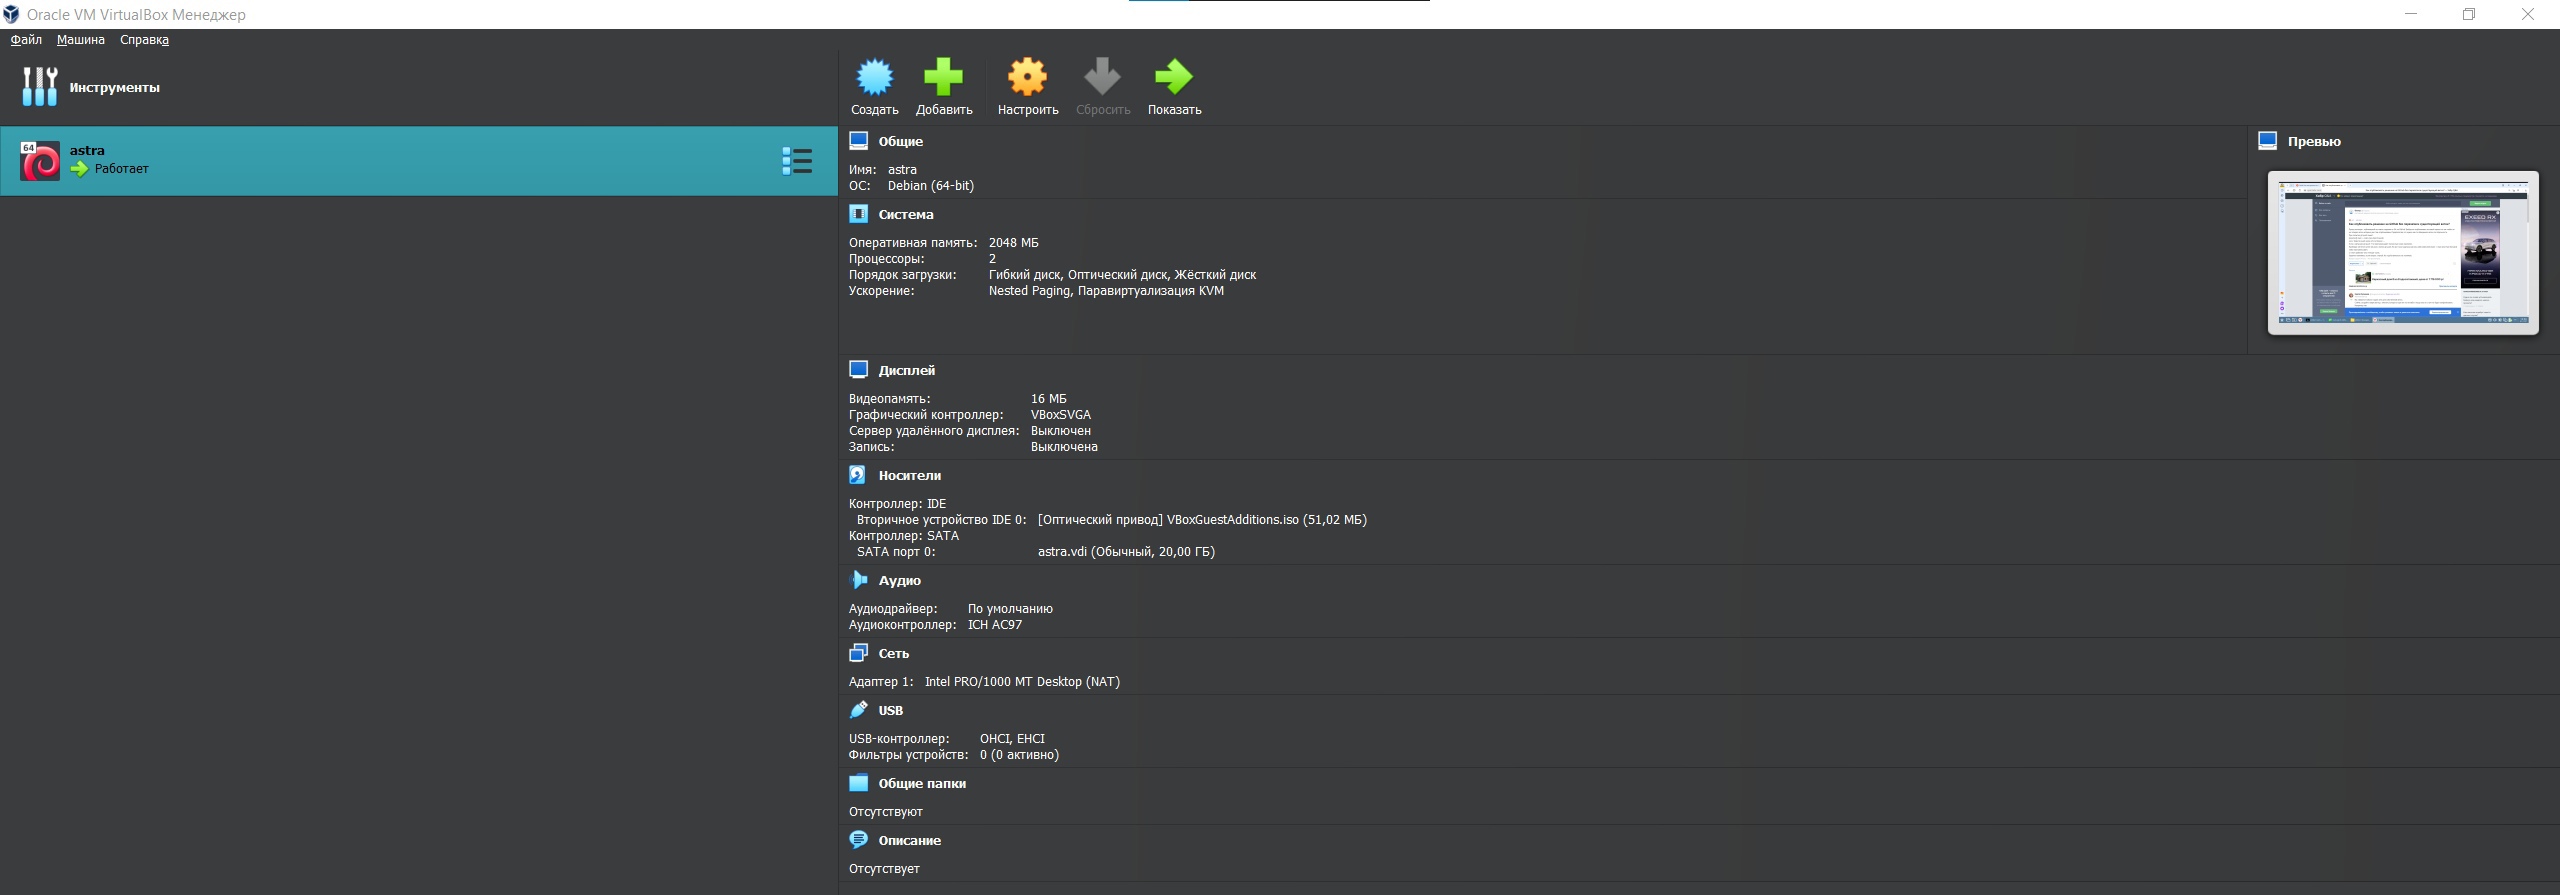 Oracle VM VirtualBox Менеджер
Файл Машина Справка
Инструменты
Создать Добавить Настроить Сбросить Показать
64
astra
Работает
Общие
Имя: astra
ОС: Debian (64-bit)
Превью
EXEED RX
Система
Оперативная память: 2048 МБ
Процессоры: 2
Порядок загрузки: Гибкий диск, Оптический диск, Жёсткий диск
Ускорение: Nested Paging, Паравиртуализация KVM
Дисплей
Видеопамять: 16 МБ
Графический контроллер: VBoxSVGA
Сервер удалённого дисплея: Выключен
Запись: Выключена
Носители
Контроллер: IDE
Вторичное устройство IDE 0: [Оптический привод] VBoxGuestAdditions.iso (51,02 МБ)
Контроллер: SATA
SATA порт 0: astra.vdi (Обычный, 20,00 ГБ)
Аудио
Аудиодрайвер: По умолчанию
Аудиоконтроллер: ICH AC97
Сеть
Адаптер 1: Intel PRO/1000 MT Desktop (NAT)
USB
USB-контроллер: OHCI, EHCI
Фильтры устройств: 0 (0 активно)
Общие папки
Отсутствуют
Описание
Отсутствует